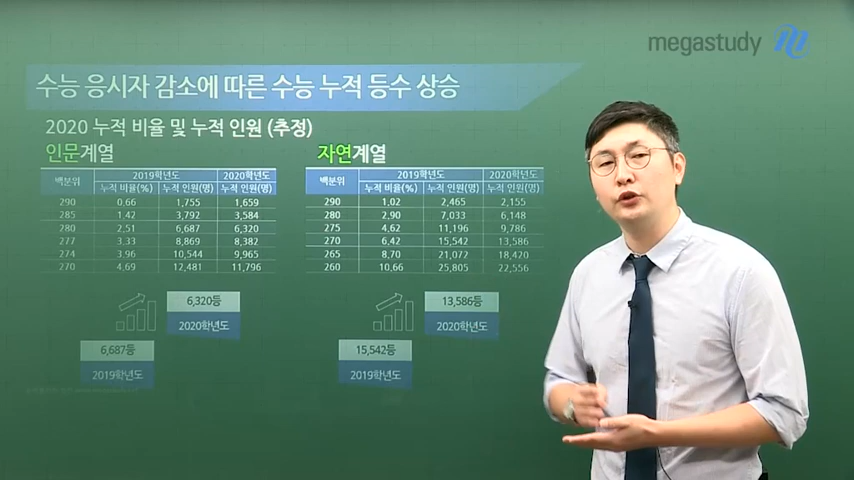 megastudy
수능 응시자 감소에 따른 수능 누적 등수 상승
2020 누적 비율 및 누적 인원 (추정)
인문계열
백분위 2019학년도 2020학년도
누적 비율(%) 누적 인원(명) 누적 인원(명)
290 0.66 1,755 1,659
285 1.42 3,792 3,584
280 2.51 6,687 6,320
277 3.33 8,869 8,382
274 3.96 10,544 9,965
270 4.69 12,481 11,796
6,320등
2020학년도
6,687등
2019학년도
자연계열
백분위 2019학년도 2020학년도
누적 비율(%) 누적 인원(명) 누적 인원(명)
290 1.02 2,465 2,155
280 2.90 7,033 6,148
275 4.62 11,196 9,786
270 6.42 15,542 13,586
265 8.70 21,072 18,420
260 10.66 25,805 22,556
13,586등
2020학년도
15,542등
2019학년도